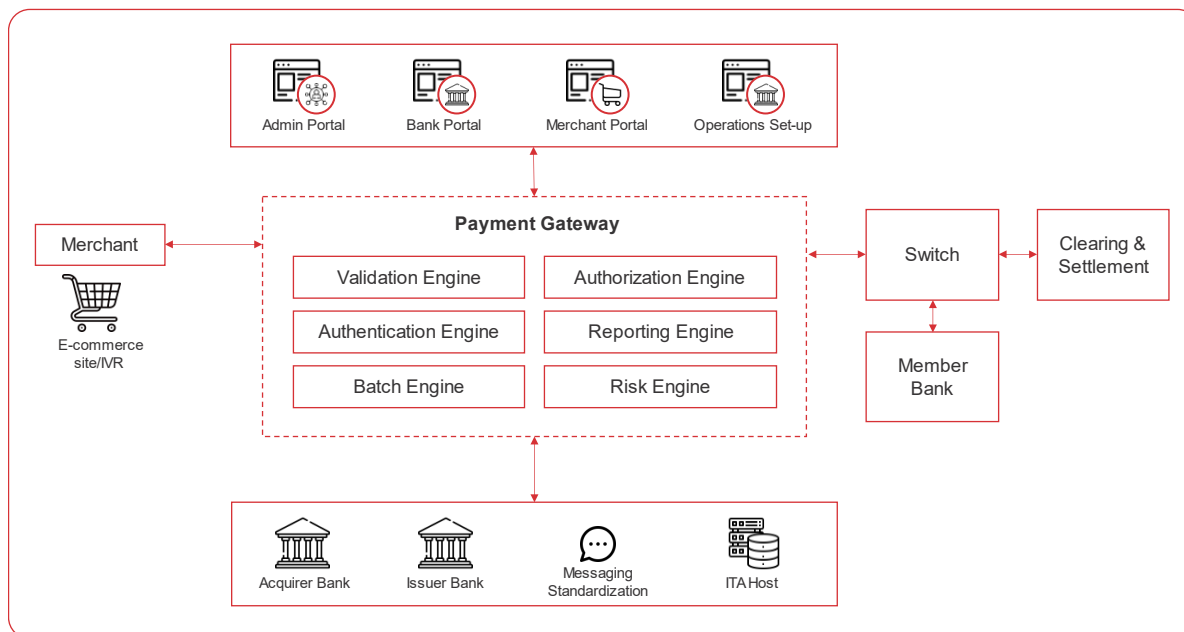 Admin Portal
Bank Portal
Merchant Portal
Operations Set-up
Payment Gateway
Merchant
E-commerce
site/IVR
Validation Engine
Authorization Engine
Authentication Engine
Reporting Engine
Batch Engine
Risk Engine
Switch
Clearing &
Settlement
Member
Bank
Acquirer Bank
Issuer Bank
Messaging
Standardization
ITA Host